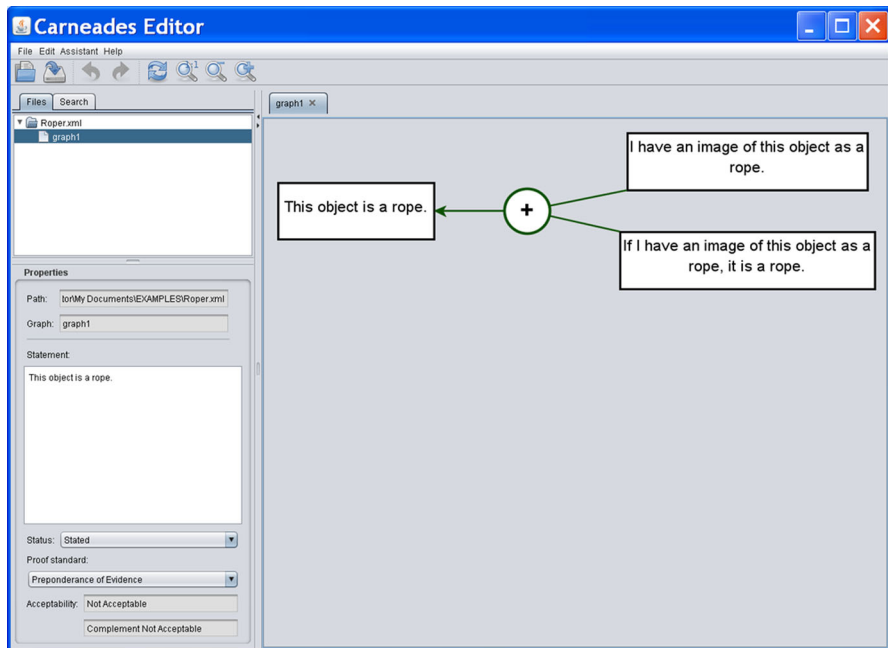 Carneades Editor
File Edit Assistant Help
Files Search
Roper.xml
graph1
graph1
I have an image of this object as a
rope.
This object is a rope.
+
If I have an image of this object as a
rope, it is a rope.
Properties
Path: tor\My Documents\EXAMPLES\Roper.xml
Graph: graph1
Statement:
This object is a rope.
Status: Stated
Proof standard:
Preponderance of Evidence
Acceptability: Not Acceptable
Complement Not Acceptable